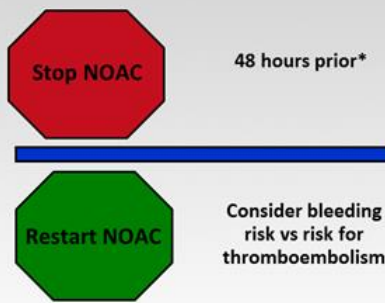 Stop NOAC
48 hours prior*
Restart NOAC
Consider bleeding
risk vs risk for
thromboembolism